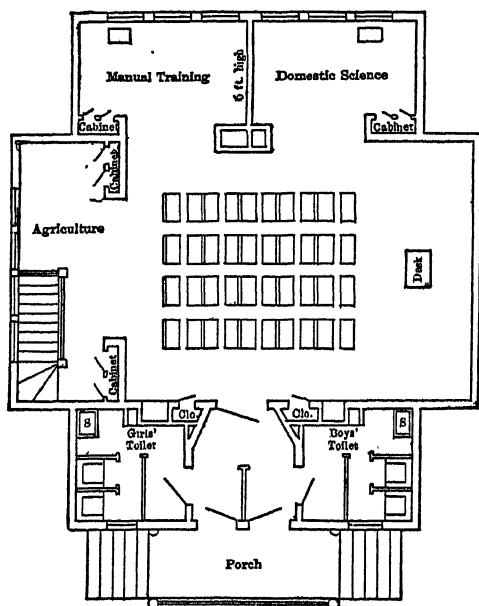 Manual Training
6 ft. high
Domestic Science
Cabinet
Cabinet
Cabinet
Agriculture
Desk
Cabinet
Clo.
Clo.
S
Girls'
Toilet
Boys'
Toilet
S
Porch